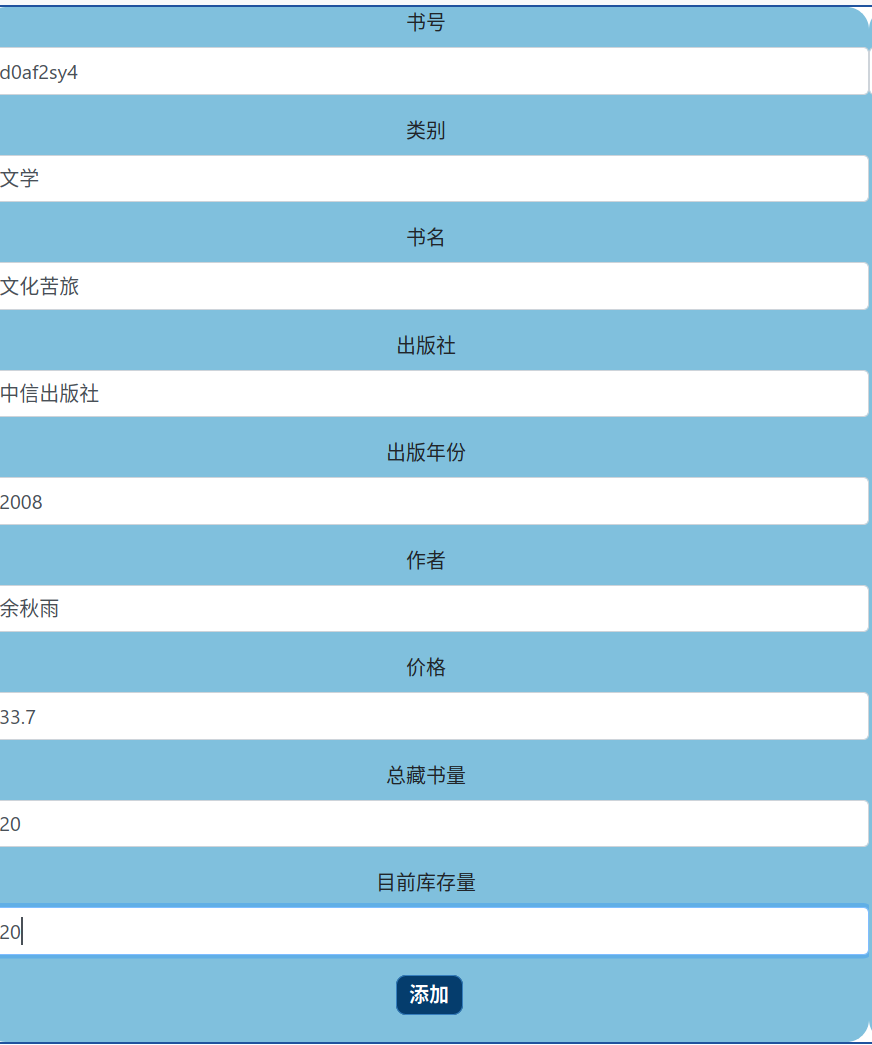 书号
d0af2sy4
类别
文学
书名
文化苦旅
出版社
中信出版社
出版年份
2008
作者
余秋雨
价格
33.7
总藏书量
20
目前库存量
20
添加